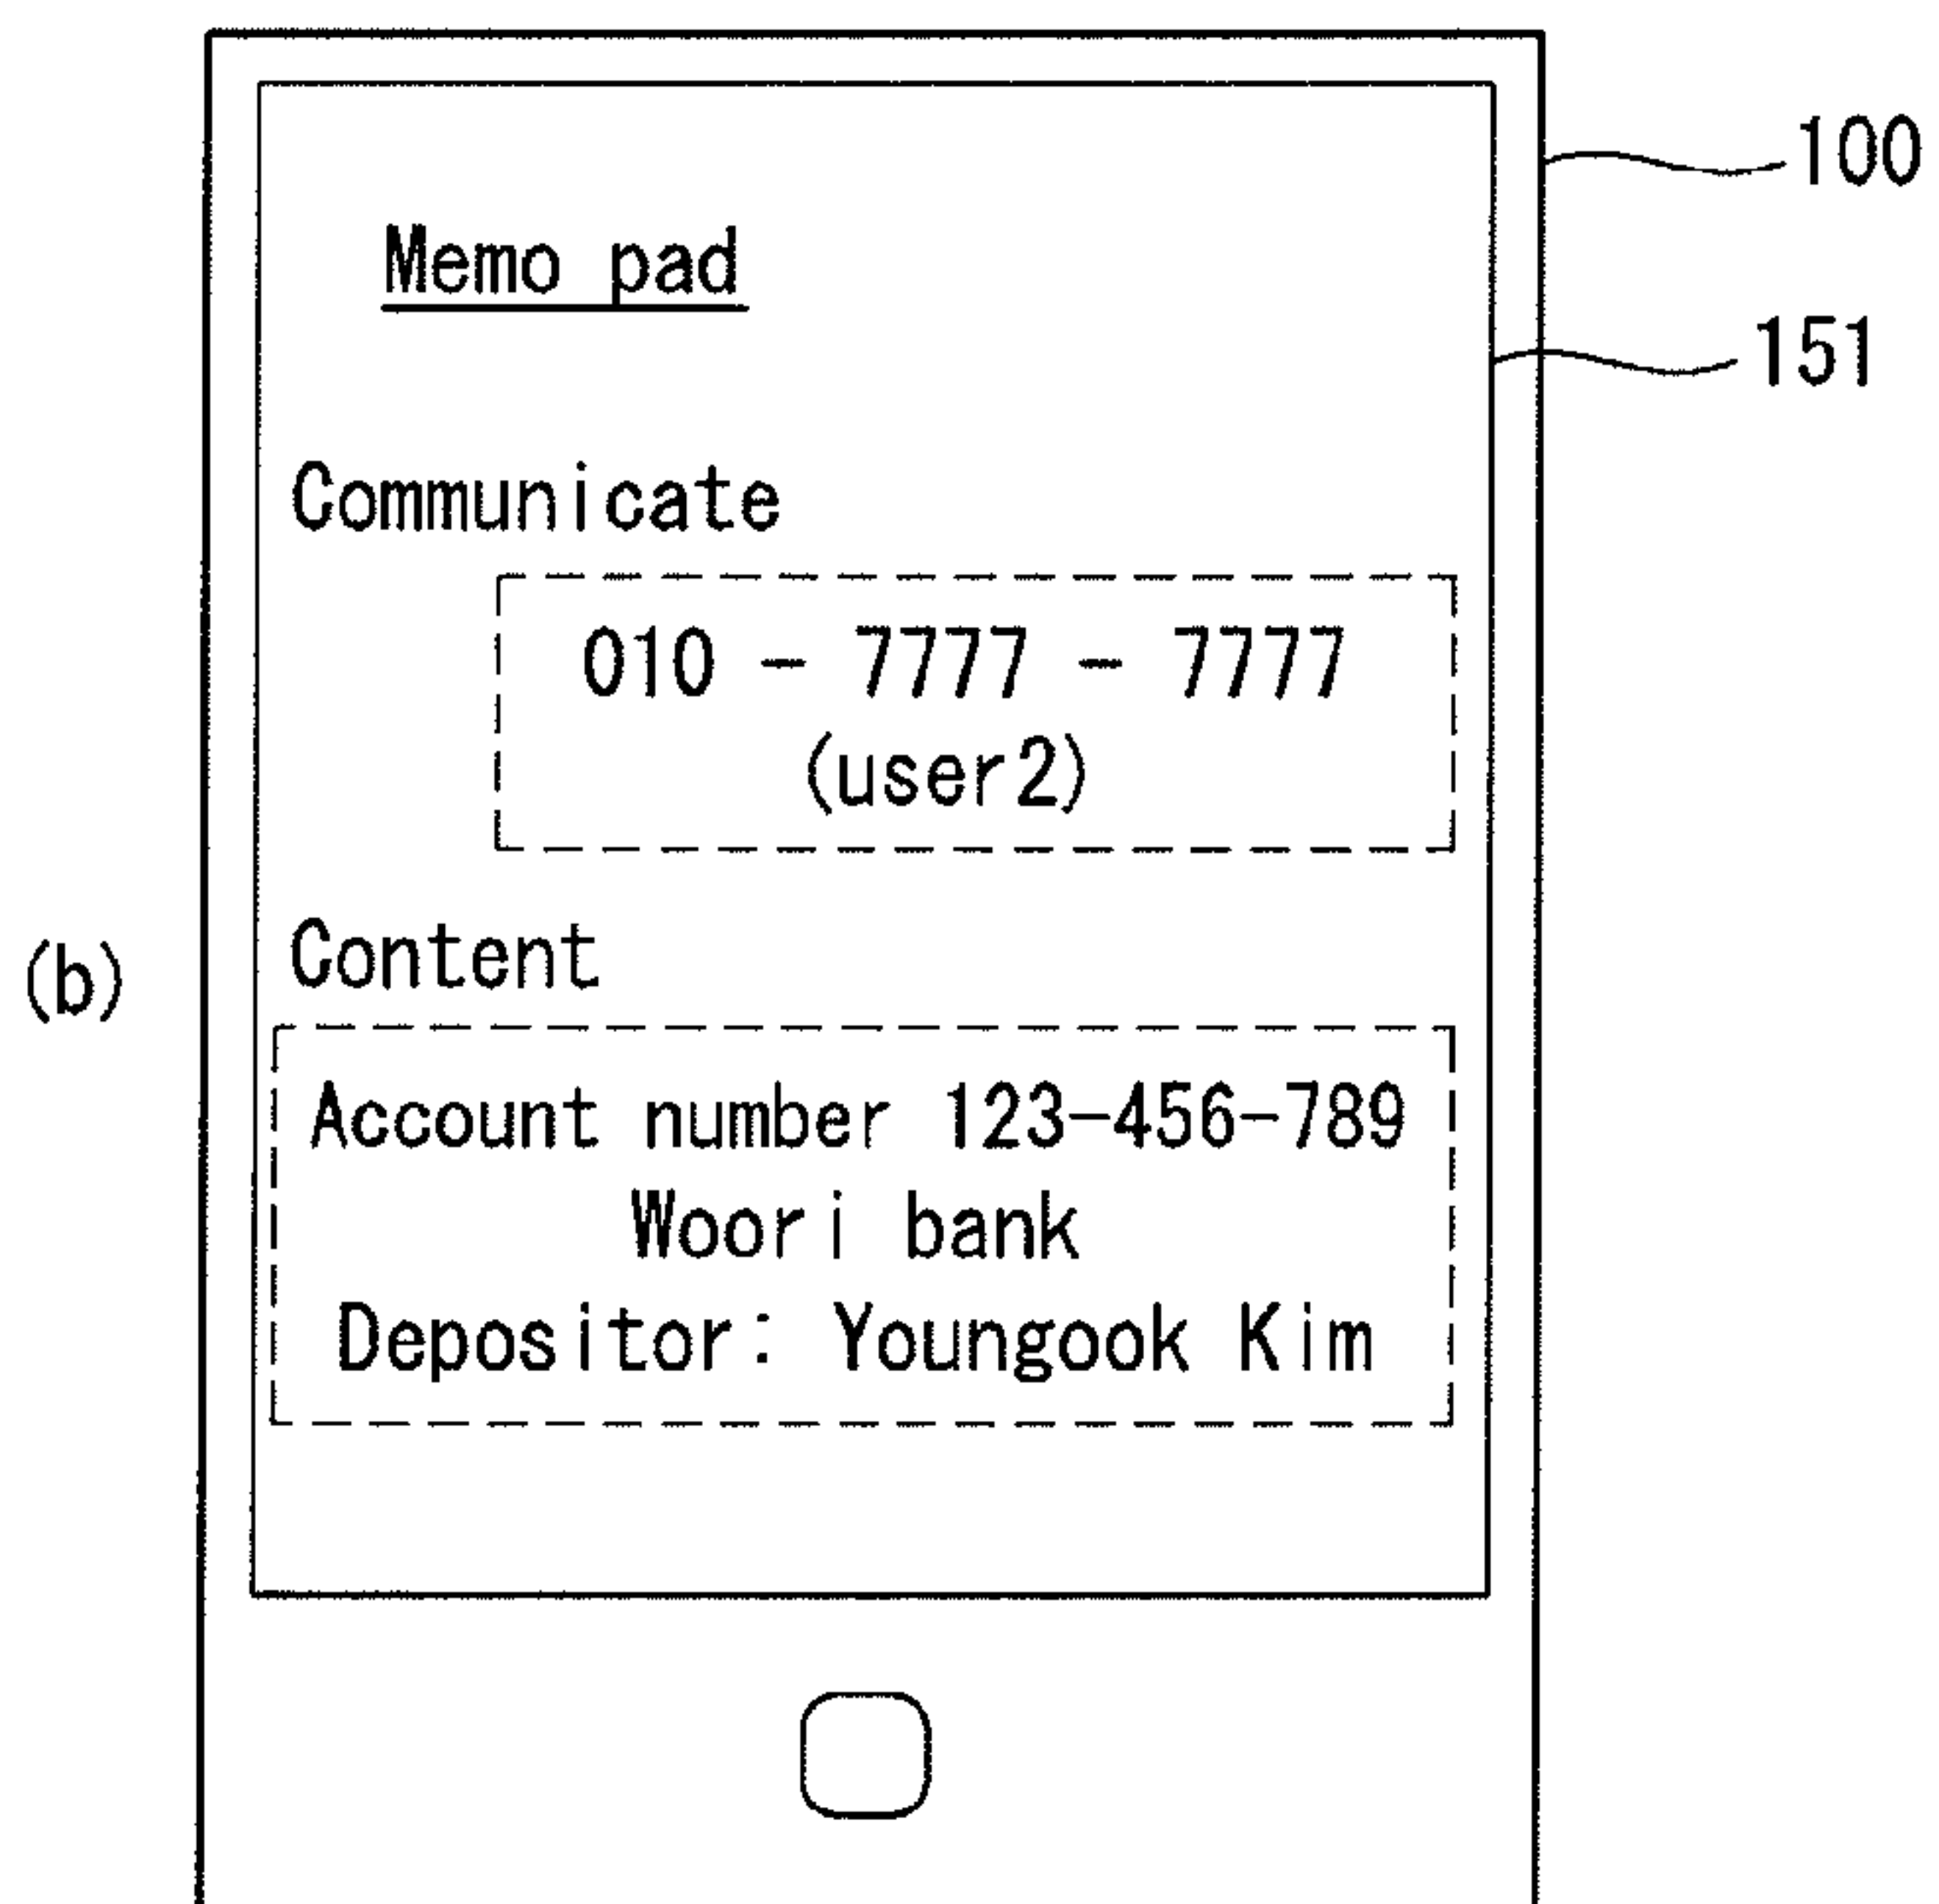 100
Memo pad
151
Communicate
010 - 7777 - 7777
(user2)
(b)
Content
Account number 123-456-789
Woori bank
Depositor: Youngook Kim